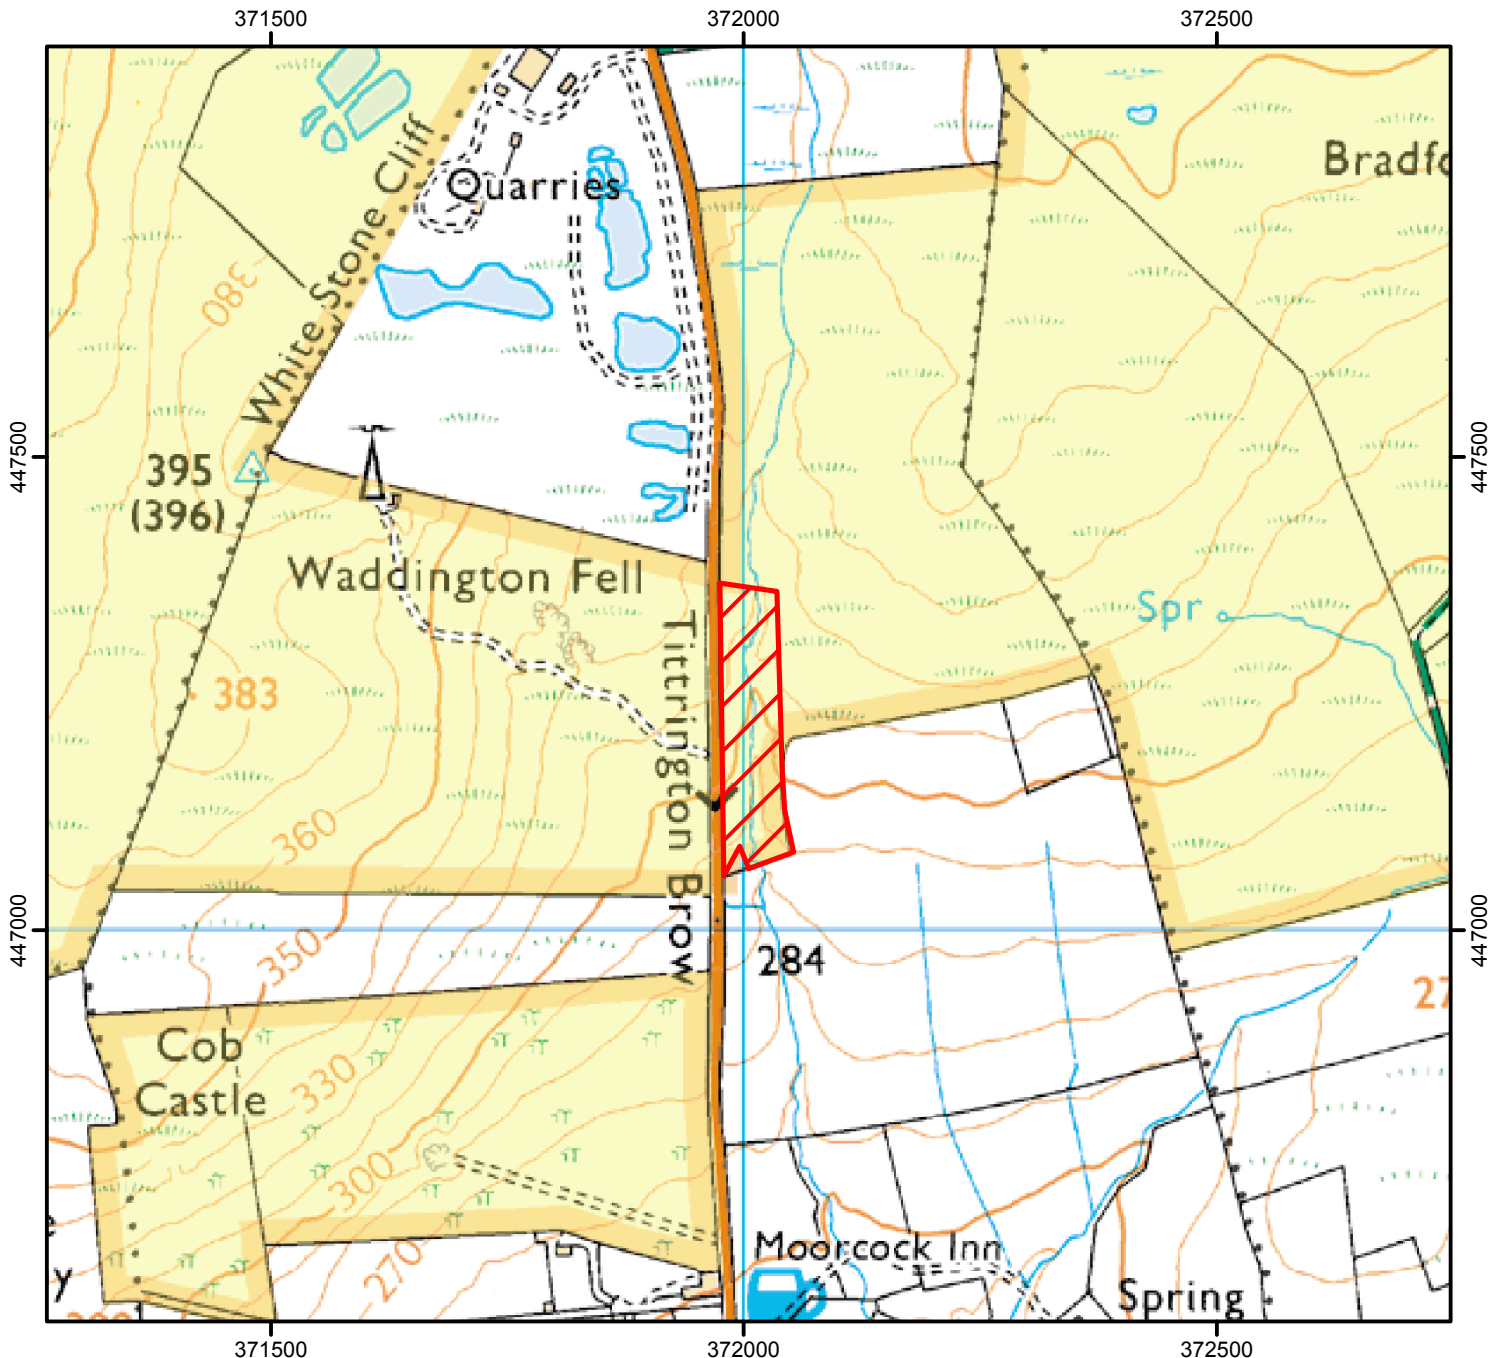 371500 372000 372500
Bradfo
White Stone Cliff
Quarries
380
447500
395
(396)
447500
Waddington Fell
Tittrington Brow
Spr
383
360
447000
350
284
447000
27
Cob
Castle
330
300
270
Moorcock Inn
y
Spring
371500 372000 372500